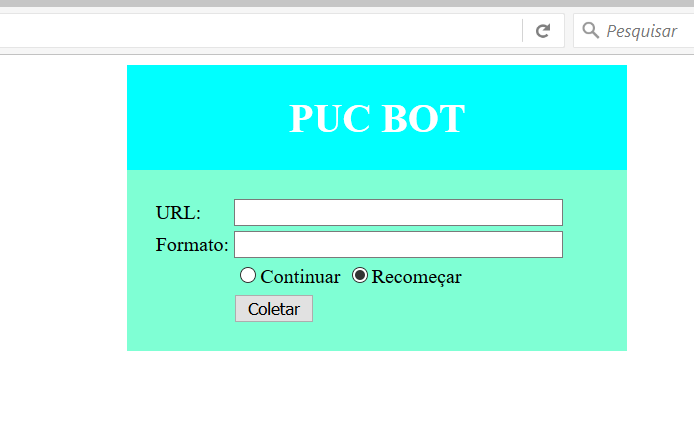 Pesquisar
PUC BOT
URL:
Formato:
Continuar Recomeçar
Coletar